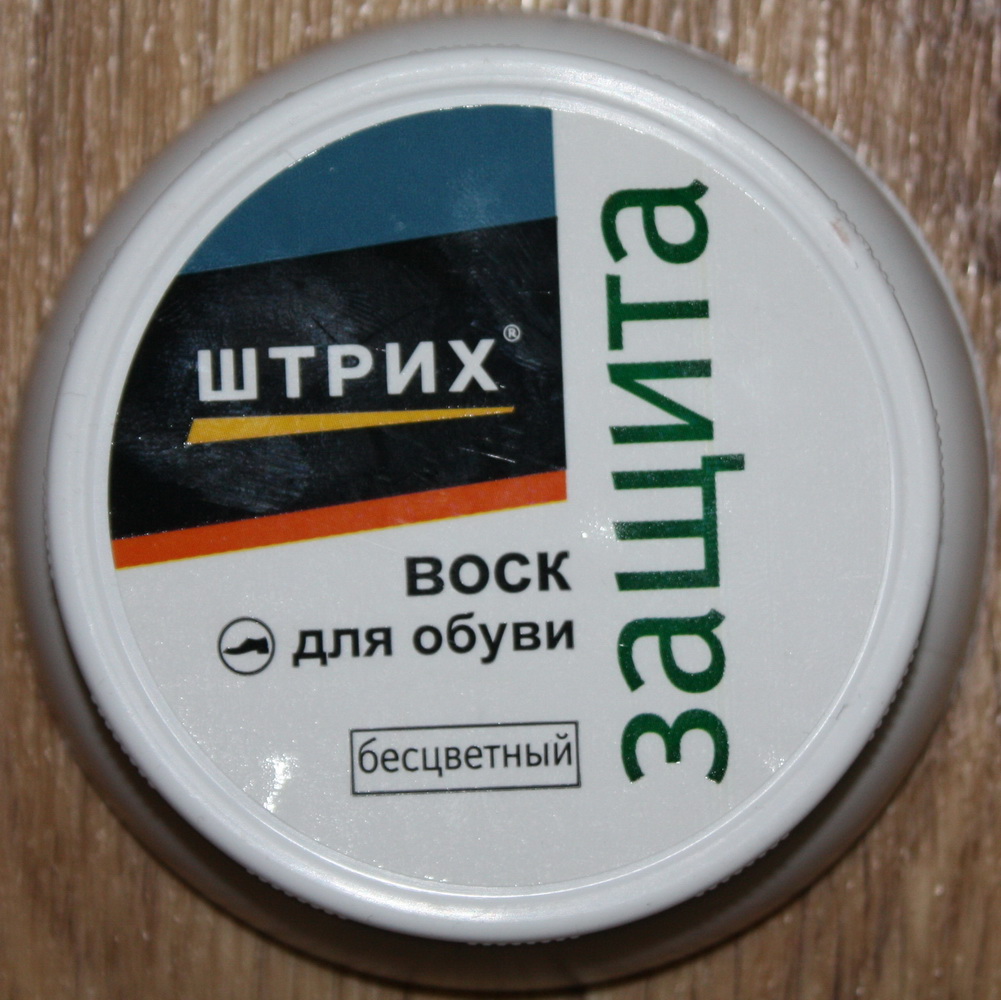 ШТРИХ®
ВОСК
для обуви
бесцветный
защита